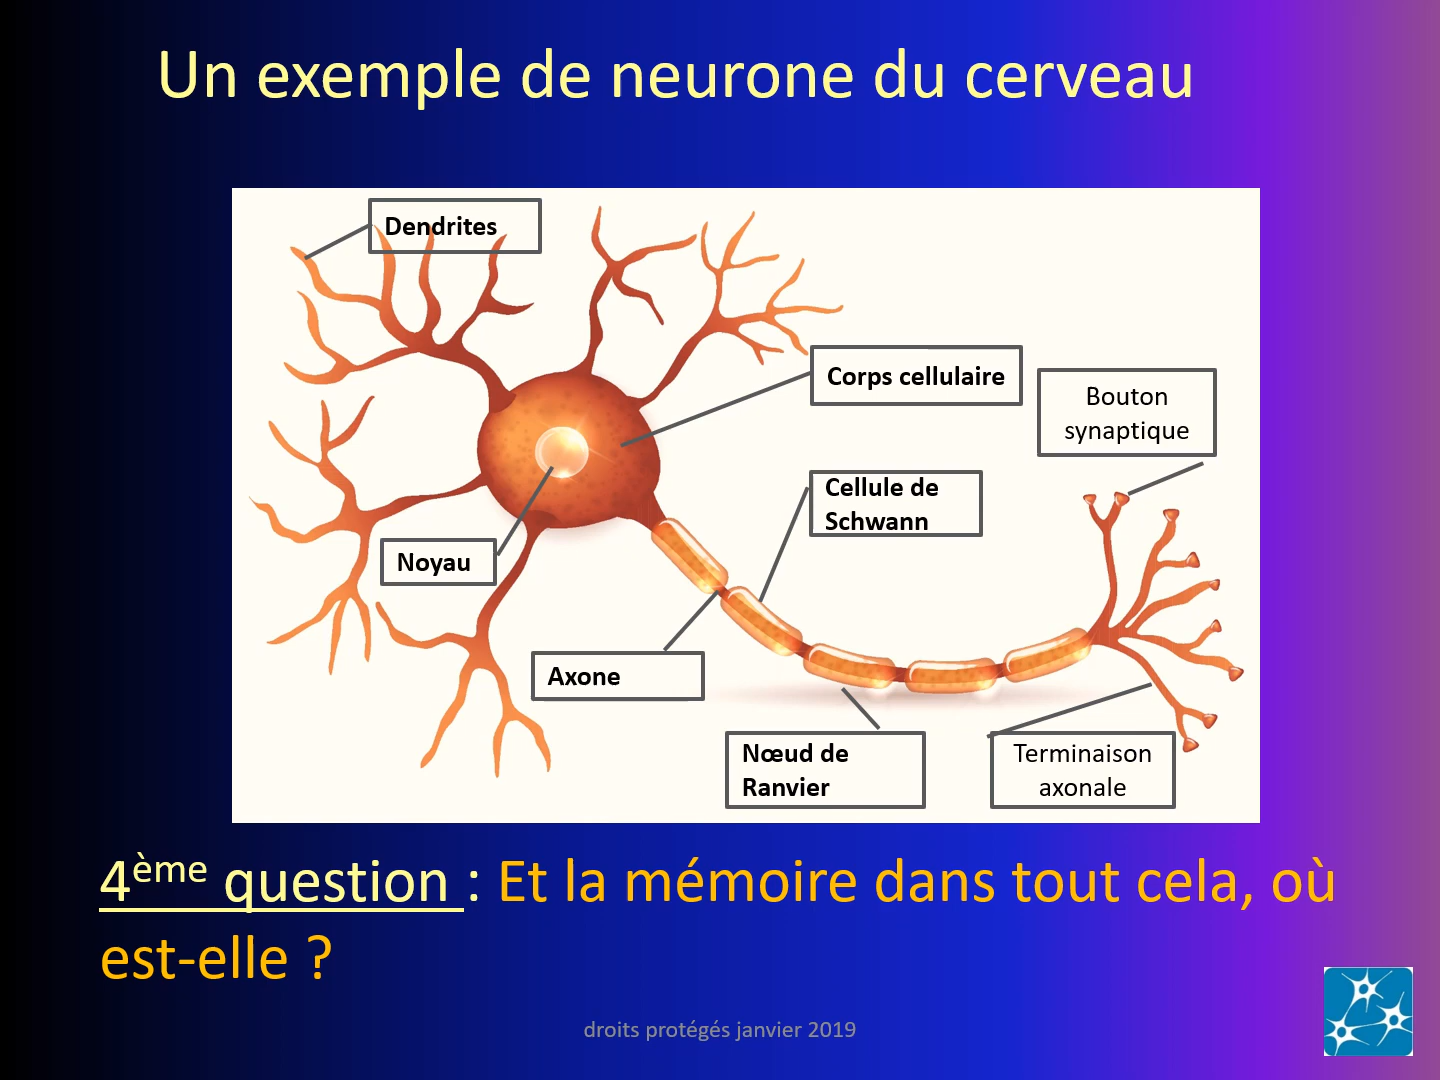 Un exemple de neurone du cerveau
Dendrites
Corps cellulaire
Bouton
synaptique
Cellule de
Schwann
Noyau
Axone
Nœud de
Ranvier
Terminaison
axonale
4ème question : Et la mémoire dans tout cela, où
est-elle ?
droits protégés janvier 2019